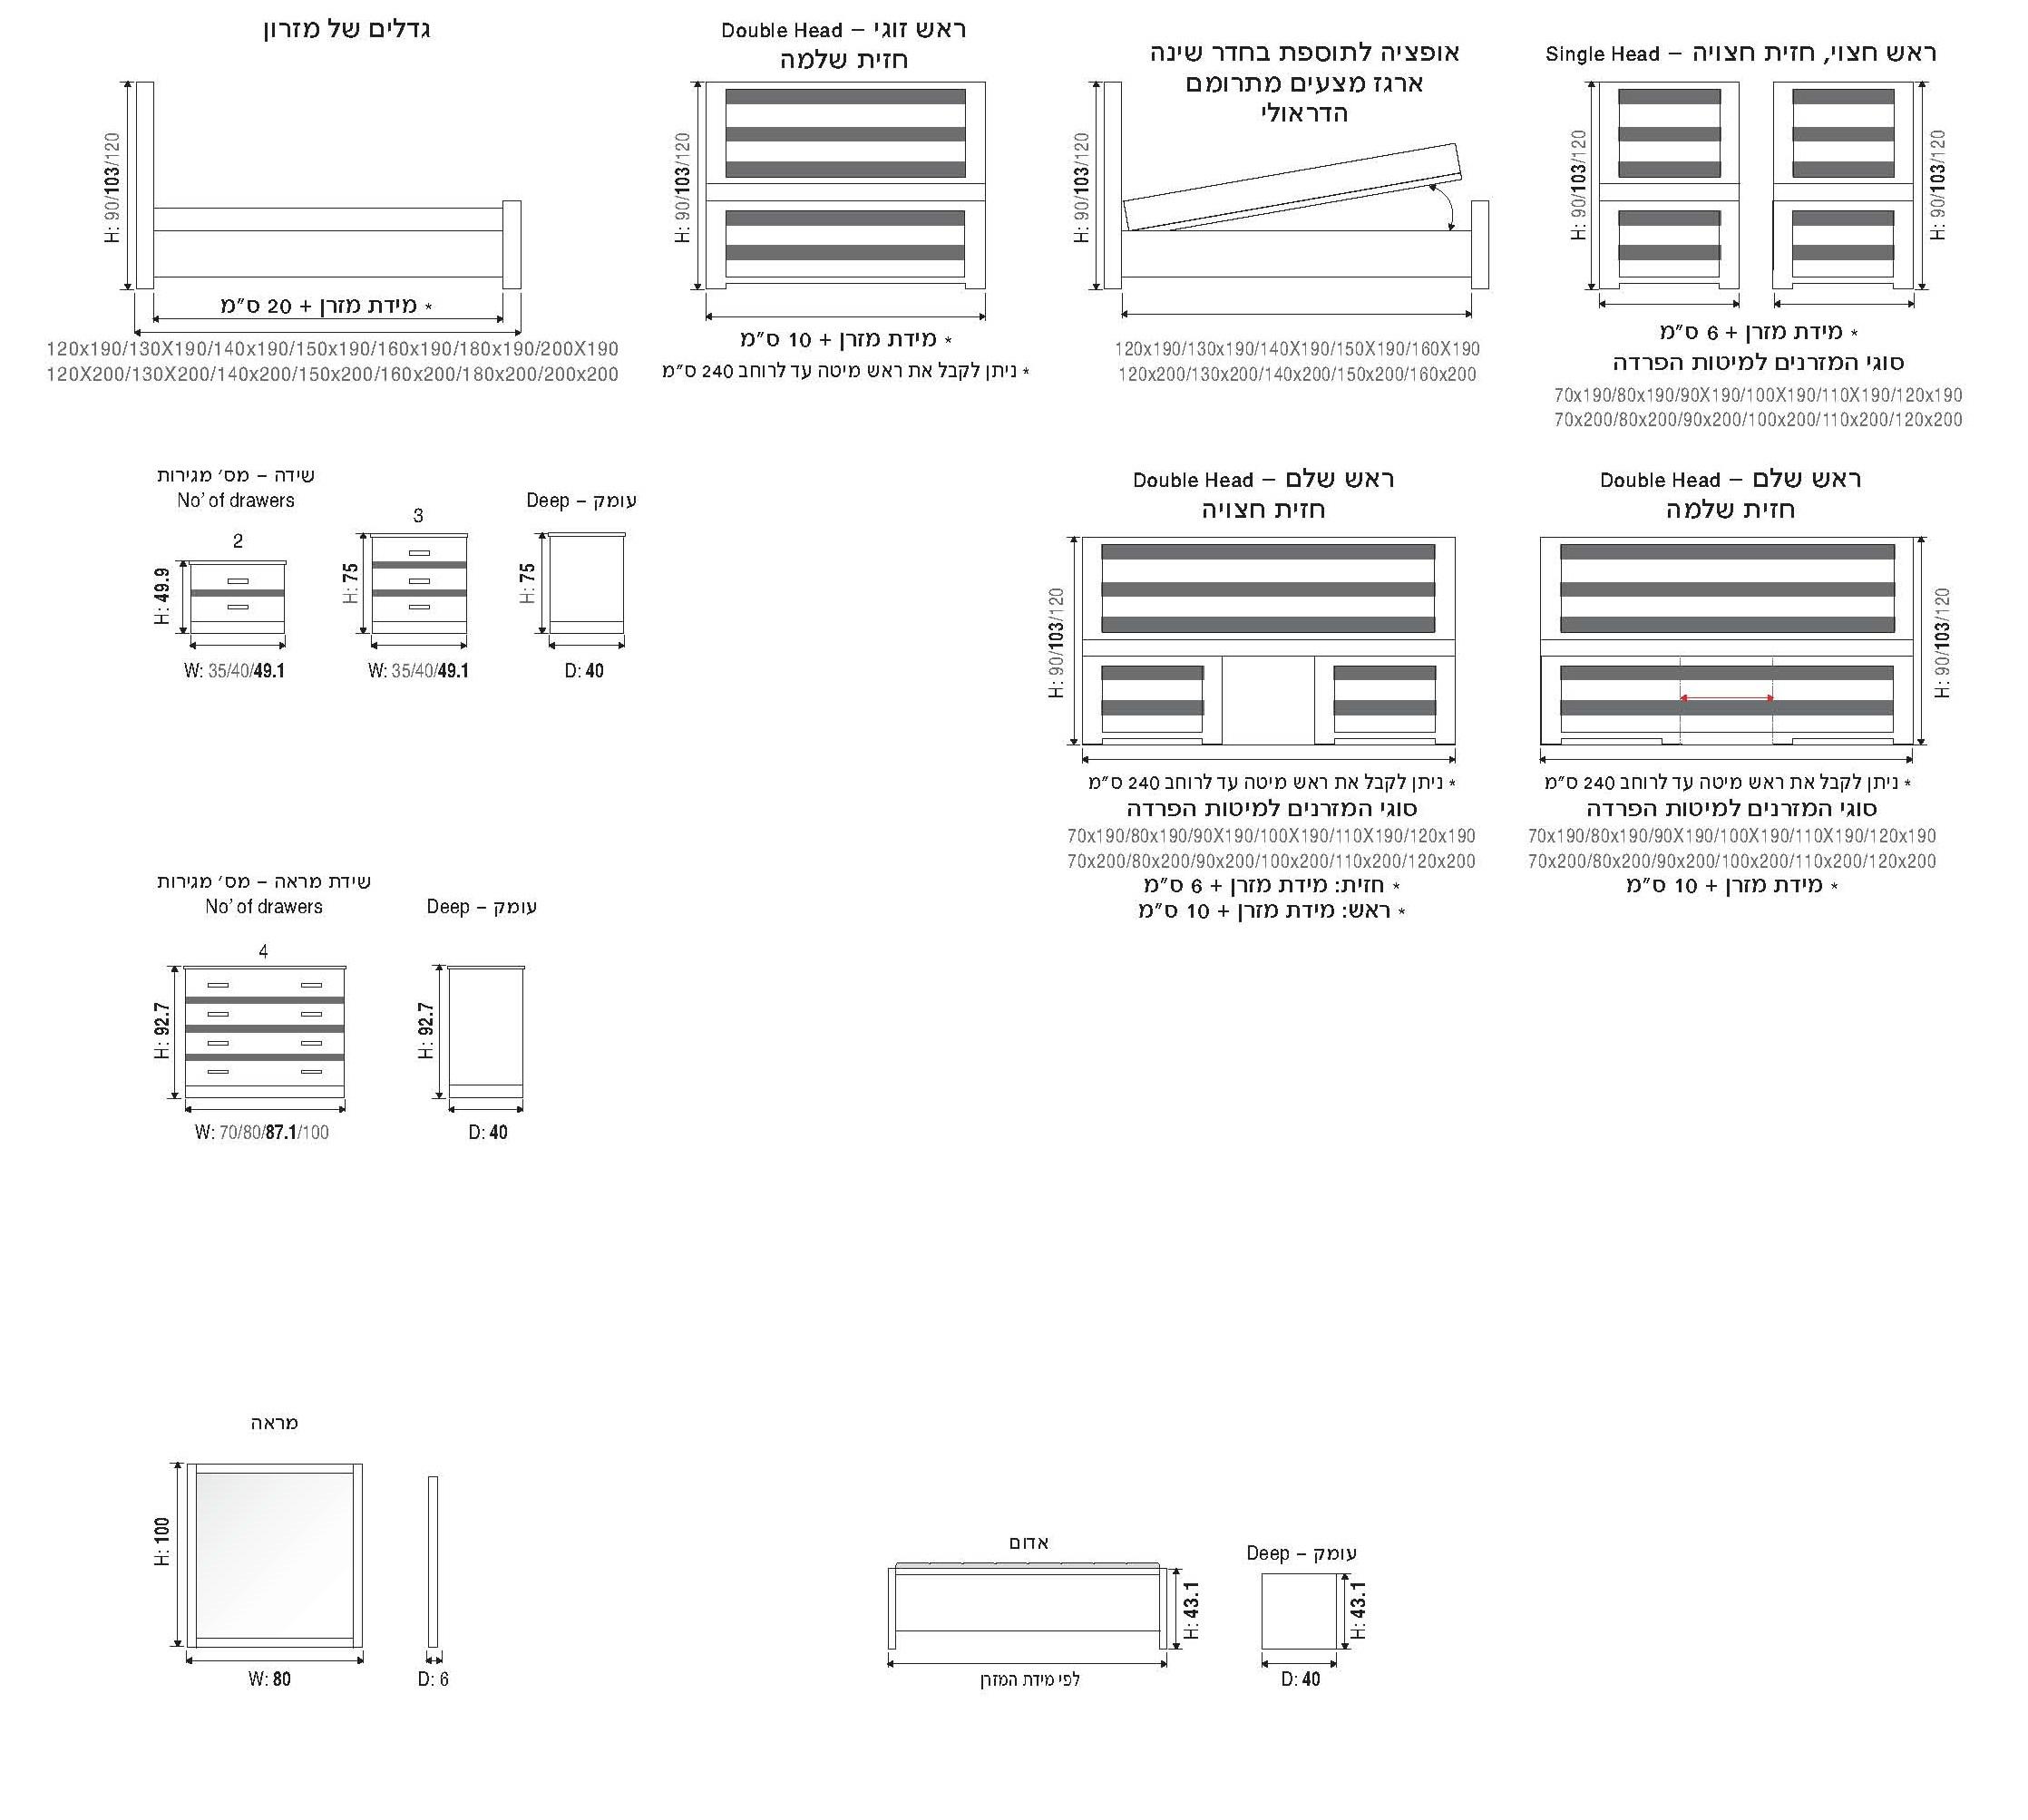 גדלים של מזרון
H: 90/103/120
* מידת מזרן + 20 ס"מ
120x190/130X190/140x190/150x190/160x190/180x190/200X190
120X200/130X200/140x200/150x200/160x200/180x200/200x200
ראש זוגי – Double Head
חזית שלמה
H: 90/103/120
* מידת מזרן + 10 ס"מ
* ניתן לקבל את ראש מיטה עד לרוחב 240 ס"מ
אופציה לתוספת בחדר שינה
ארגז מצעים מתרומם
הדראולי
H: 90/103/120
120x190/130x190/140X190/150X190/160X190
120x200/130x200/140x200/150x200/160x200
ראש חצוי, חזית חצויה – Single Head
H: 90/103/120
H: 90/103/120
* מידת מזרן + 6 ס"מ
סוגי המזרנים למיטות הפרדה
70x190/80x190/90X190/100X190/110X190/120x190
70x200/80x200/90x200/100x200/110x200/120x200
שידה – מס' מגירות
No' of drawers
2
H: 49.9
W: 35/40/49.1
3
H: 75
W: 35/40/49.1
עומק – Deep
H: 75
D: 40
ראש שלם – Double Head
חזית חצויה
H: 90/103/120
* ניתן לקבל את ראש מיטה עד לרוחב 240 ס"מ
סוגי המזרנים למיטות הפרדה
70x190/80x190/90X190/100X190/110X190/120x190
70x200/80x200/90x200/100x200/110x200/120x200
* חזית: מידת מזרן + 6 ס"מ
* ראש: מידת מזרן + 10 ס"מ
ראש שלם – Double Head
חזית שלמה
H: 90/103/120
* ניתן לקבל את ראש מיטה עד לרוחב 240 ס"מ
סוגי המזרנים למיטות הפרדה
70x190/80x190/90X190/100X190/110X190/120x190
70x200/80x200/90x200/100x200/110x200/120x200
* מידת מזרן + 10 ס"מ
שידת מראה – מס' מגירות
No' of drawers
4
H: 92.7
W: 70/80/87.1/100
עומק – Deep
H: 92.7
D: 40
מראה
H: 100
W: 80
D: 6
אדום
H: 43.1
לפי מידת המזרן
עומק – Deep
H: 43.1
D: 40